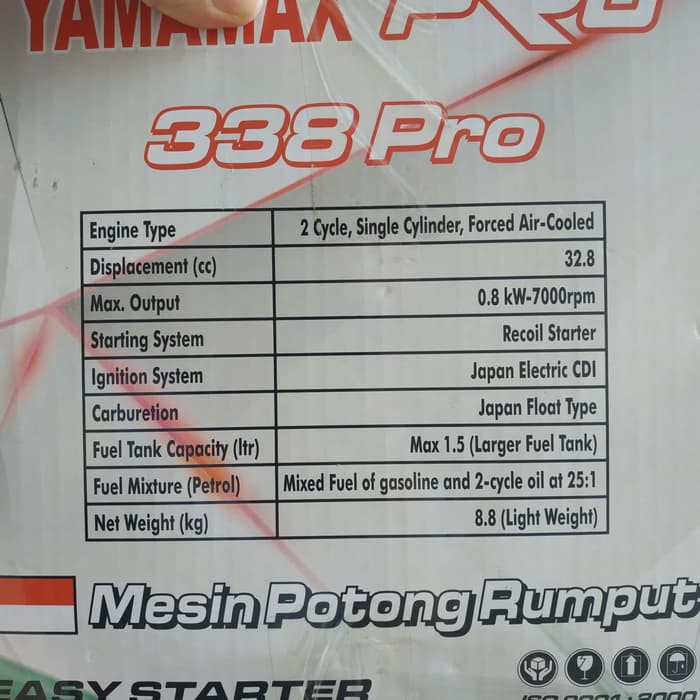 YAMAMAX PRO
338 Pro
Engine Type 2 Cycle, Single Cylinder, Forced Air-Cooled
Displacement (cc) 32.8
Max. Output 0.8 kW-7000rpm
Starting System Recoil Starter
Ignition System Japan Electric CDI
Carburetion Japan Float Type
Fuel Tank Capacity (ltr) Max 1.5 (Larger Fuel Tank)
Fuel Mixture (Petrol) Mixed Fuel of gasoline and 2-cycle oil at 25:1
Net Weight (kg) 8.8 (Light Weight)
Mesin Potong Rumput
EASY STARTER
ISO 9001:2000